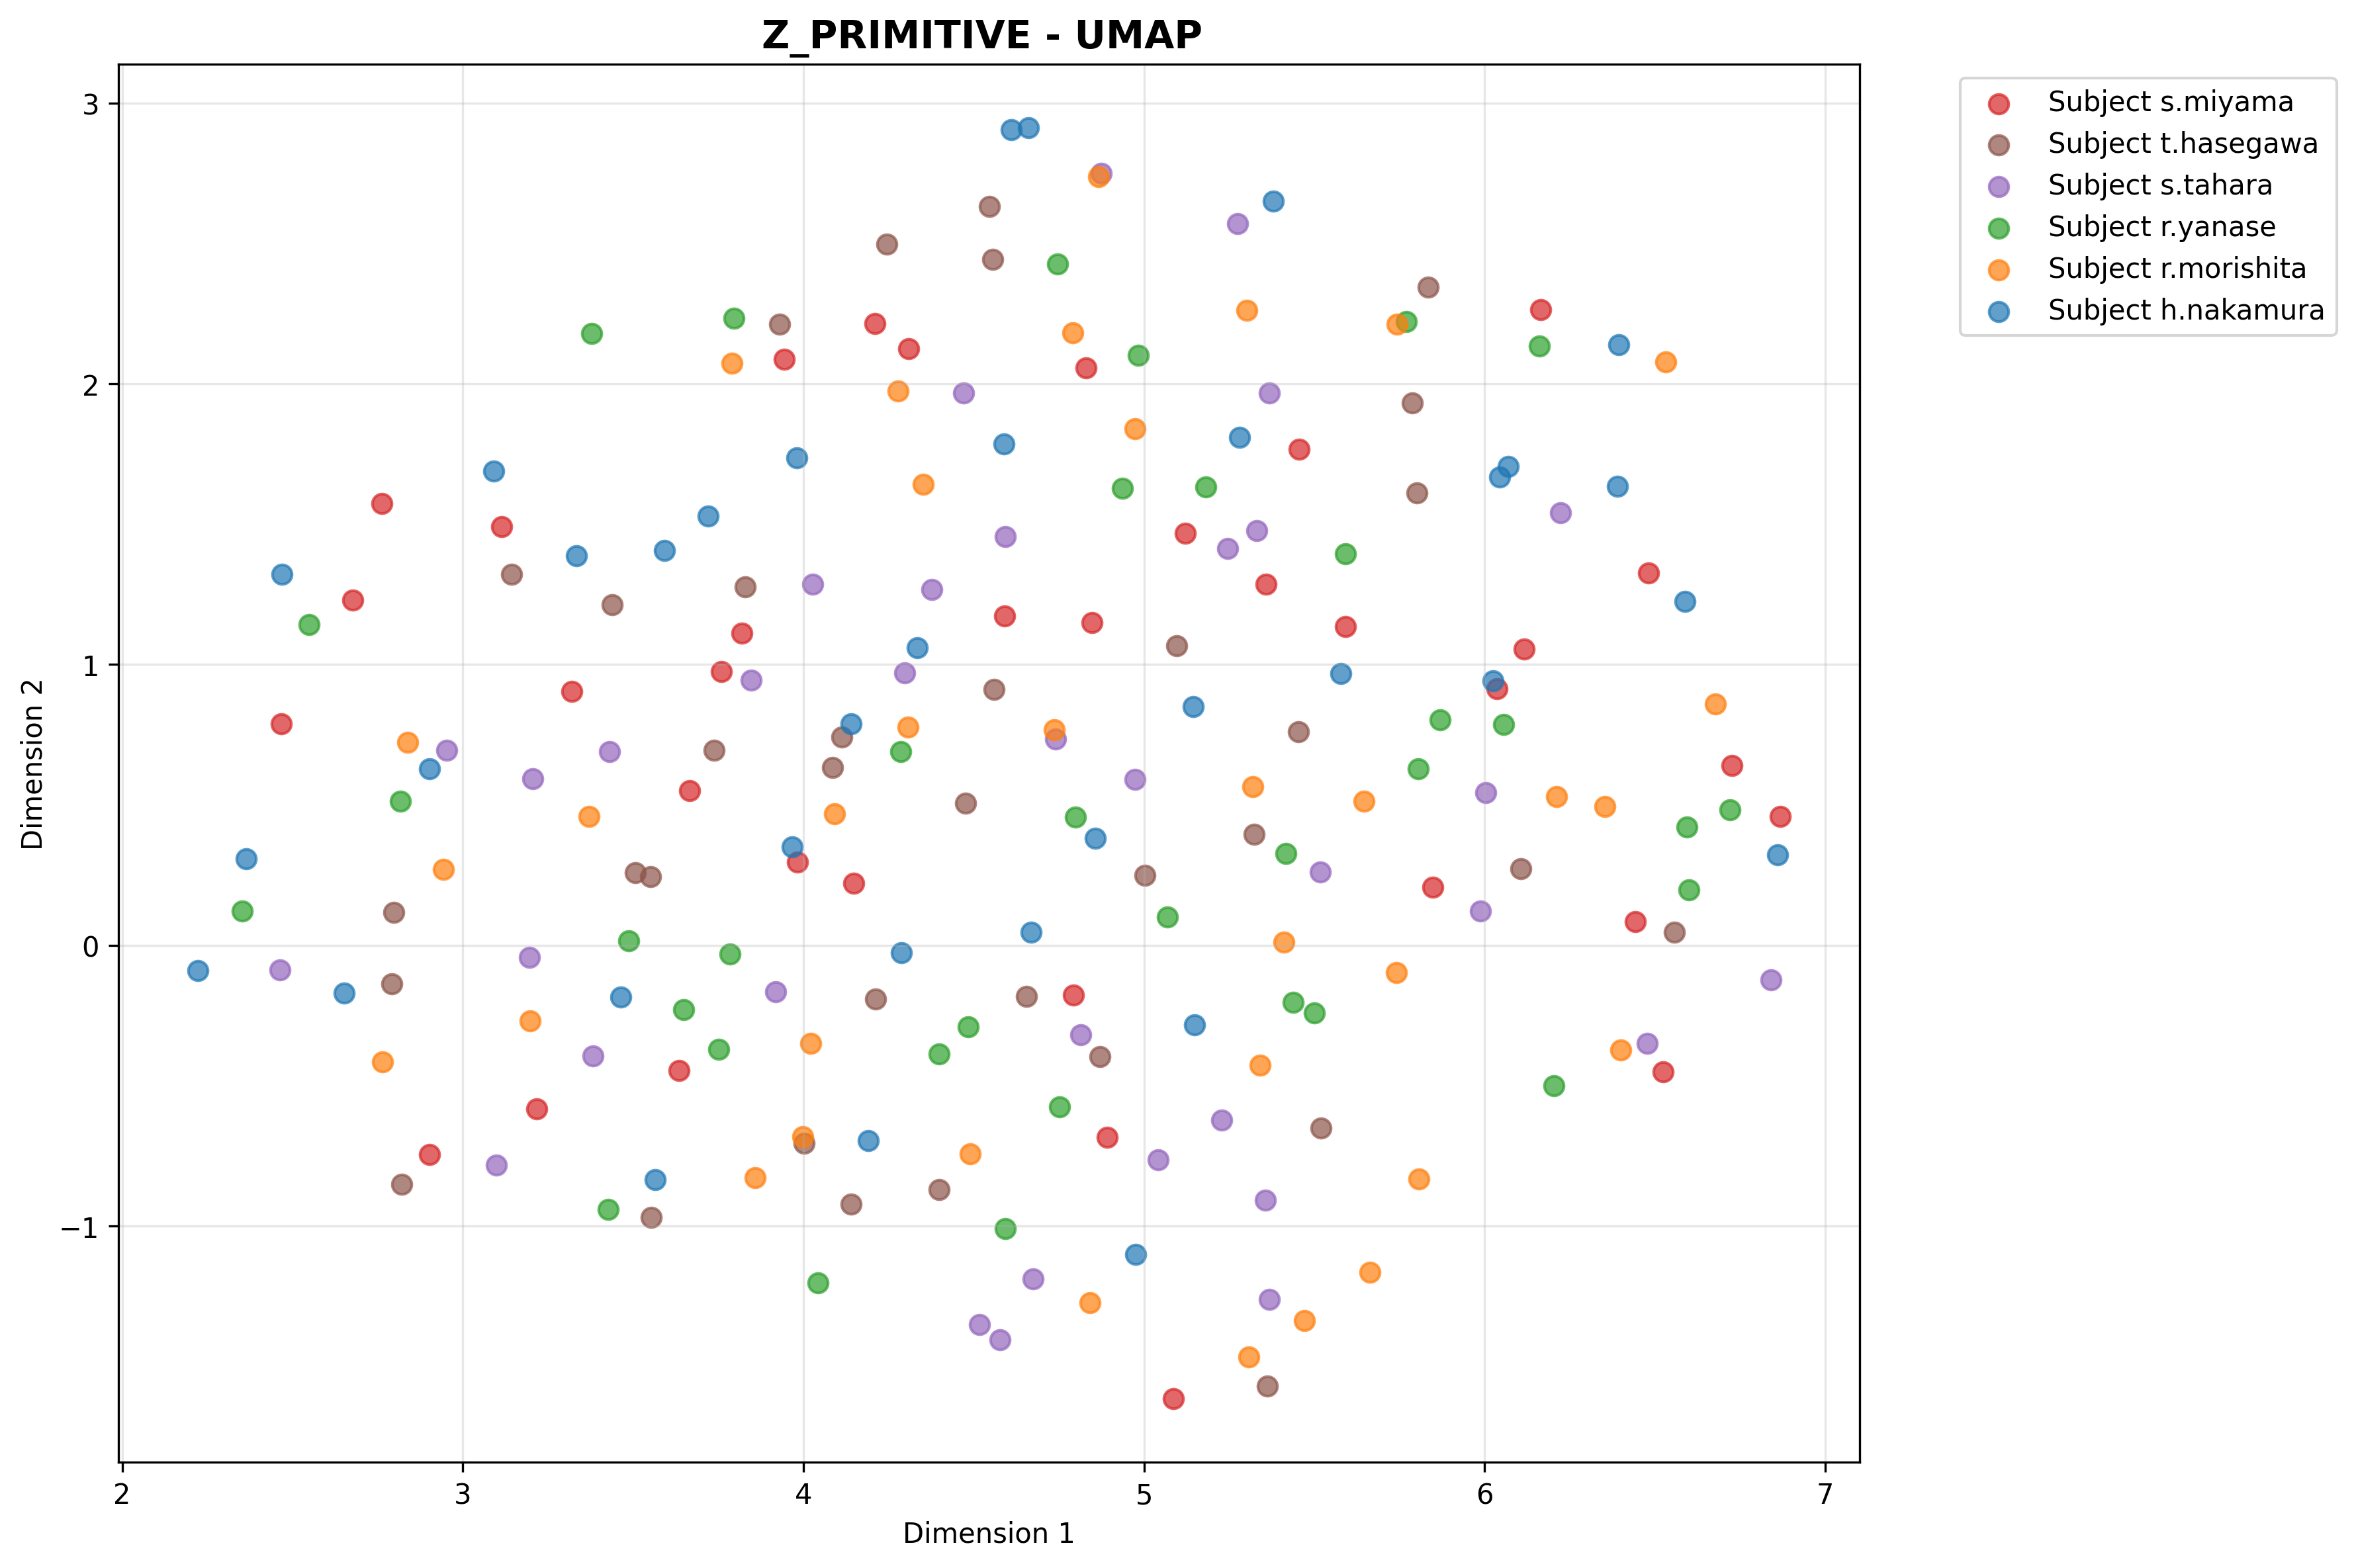 Z_PRIMITIVE - UMAP
Subject s.miyama
Subject t.hasegawa
Subject s.tahara
Subject r.yanase
Subject r.morishita
Subject h.nakamura
3
2
1
0
−1
Dimension 2
2 3 4 5 6 7
Dimension 1